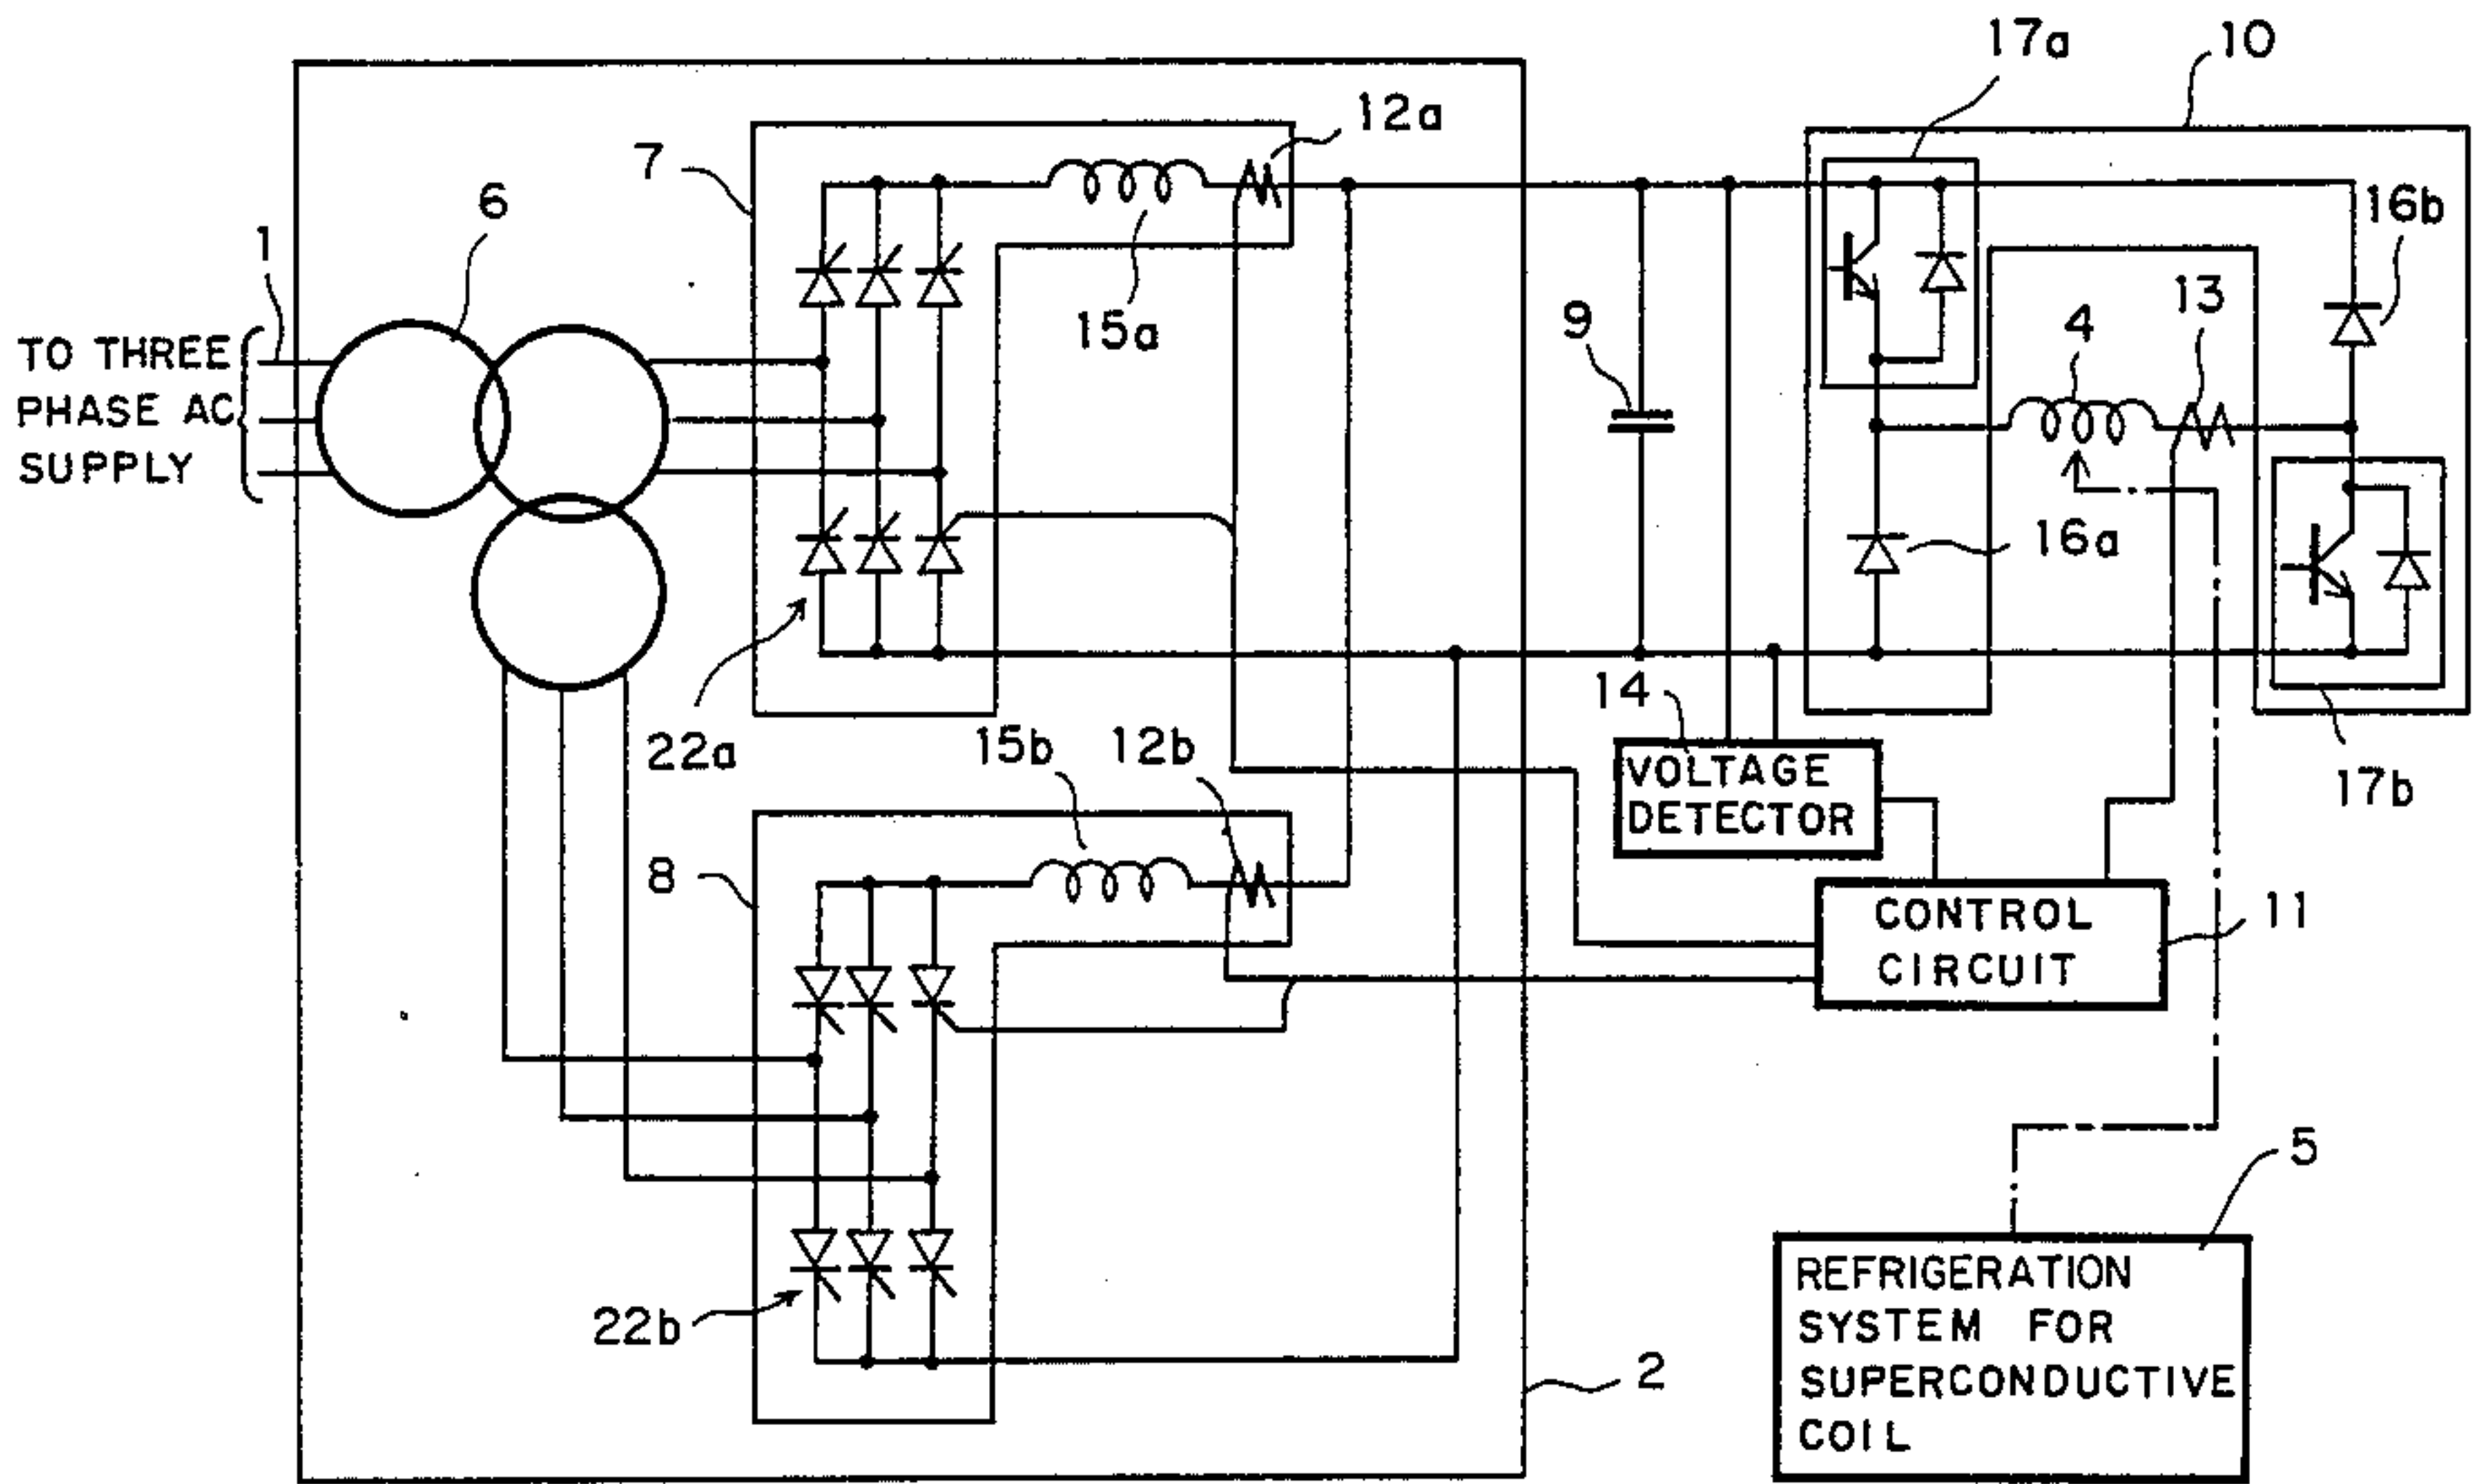 17a
10
12a
7
6
16b
1
13
15a
4
9
TO THREE
PHASE AC
SUPPLY
16a
14
22a
15b
12b
17b
VOLTAGE
DETECTOR
8
CONTROL
CIRCUIT
11
5
REFRIGERATION
SYSTEM FOR
SUPERCONDUCTIVE
COIL
22b
2